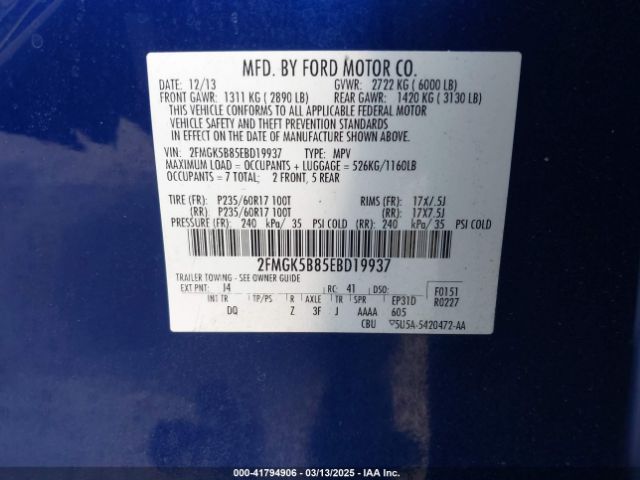 MFD. BY FORD MOTOR CO.
DATE: 12/13 GVWR: 2722 KG ( 6000 LB)
FRONT GAWR: 1311 KG ( 2890 LB) REAR GAWR: 1420 KG ( 3130 LB)
THIS VEHICLE CONFORMS TO ALL APPLICABLE FEDERAL MOTOR
VEHICLE SAFETY AND THEFT PREVENTION STANDARDS
IN EFFECT ON THE DATE OF MANUFACTURE SHOWN ABOVE.
VIN: 2FMGK5B85EBD19937 TYPE: MPV
MAXIMUM LOAD = OCCUPANTS + LUGGAGE = 526KG/1160LB
OCCUPANTS = 7 TOTAL; 2 FRONT, 5 REAR
TIRE (FR): P235/60R17 100T RIMS (FR): 17X7.5J
(RR): P235/60R17 100T (RR): 17X7.5J
PRESSURE (FR): 240 kPa/ 35 PSI COLD (RR): 240 kPa/ 35 PSI COLD
2FMGK5B85EBD19937
TRAILER TOWING - SEE OWNER GUIDE
EXT PNT: J4 RC: 41 DSO: F0151
INT TR TP/PS R AXLE TR SPR EP31D R0227
DQ Z 3F J AAAA 605
CBU 5U5A-5420472-AA
00-41794906 / 03/13/2025 - IAA Corp.